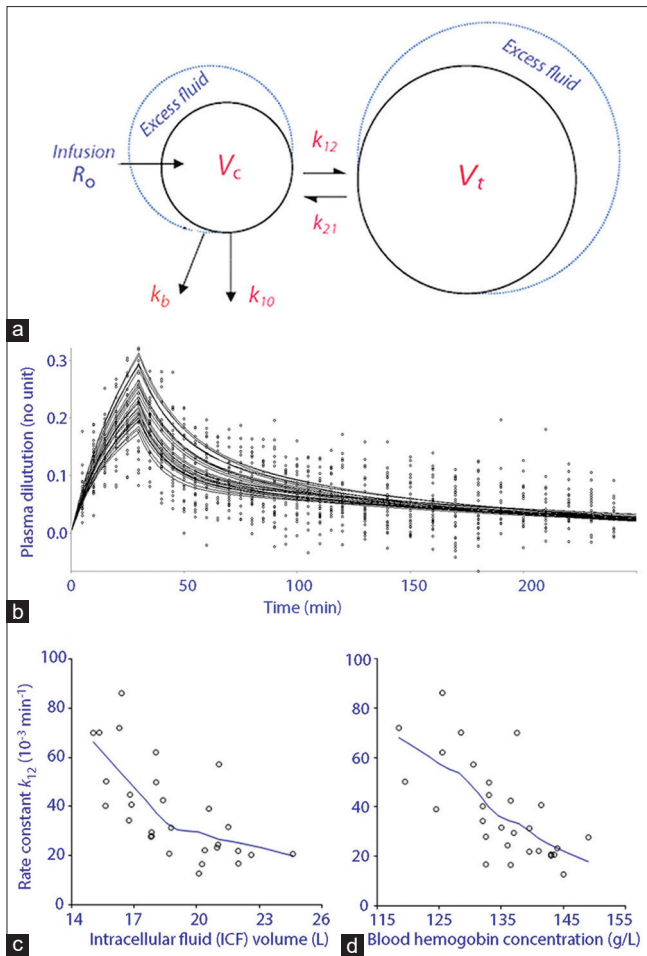 Excess fluid
Excess fluid
Infusion
R₀
Vc
k12
k21
Vt
kb
k10
a
Plasma dilutution (no unit)
0.3
0.2
0.1
0.0
0
50
100
150
200
Time (min)
b
Rate constant k12 (10-3 min-1)
100
80
60
40
20
0
14
17
20
23
26
Intracellular fluid (ICF) volume (L)
c
100
80
60
40
20
0
115
125
135
145
155
Blood hemogobin concentration (g/L)
d